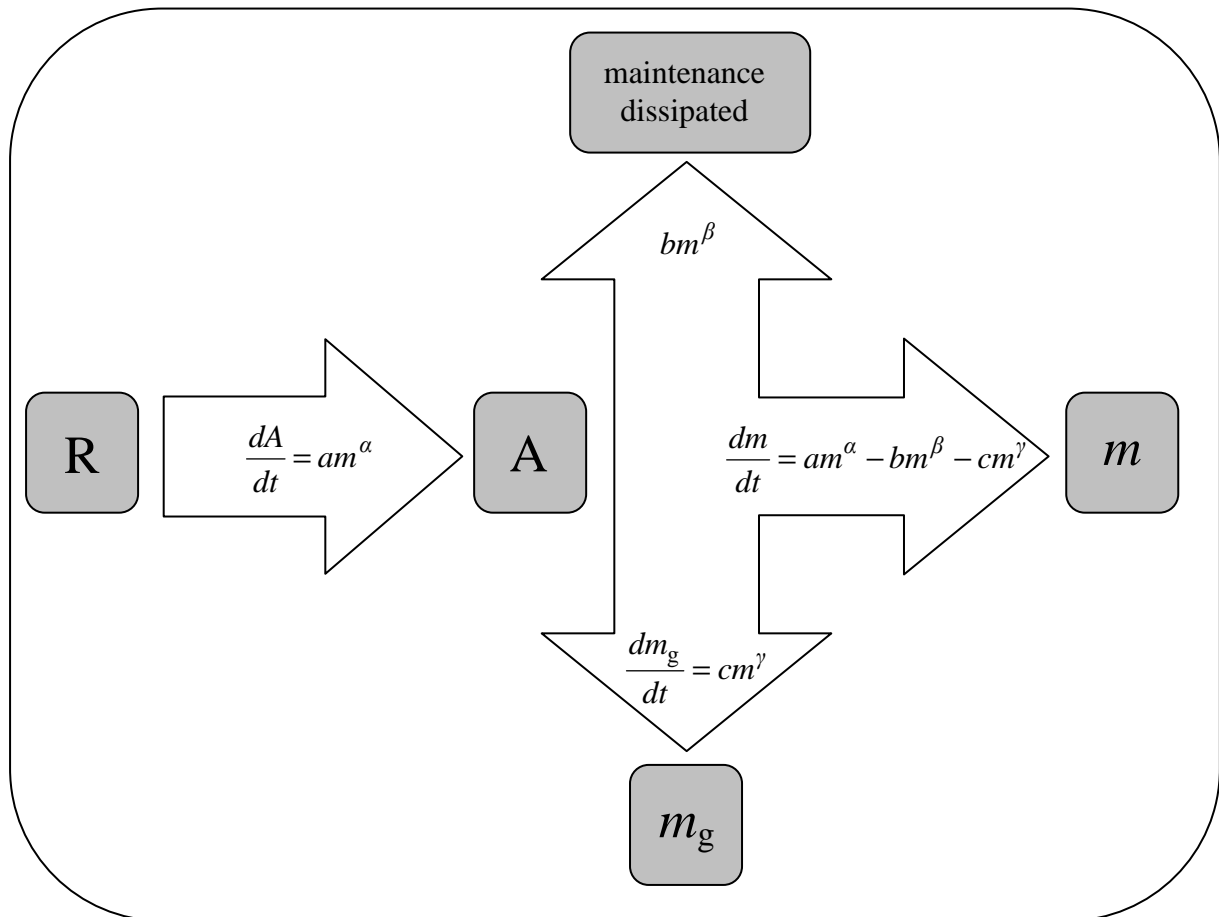 maintenance
dissipated
bm^β
R
dA/dt = am^α
A
dm/dt = am^α − bm^β − cm^γ
m
dm_g/dt = cm^γ
m_g